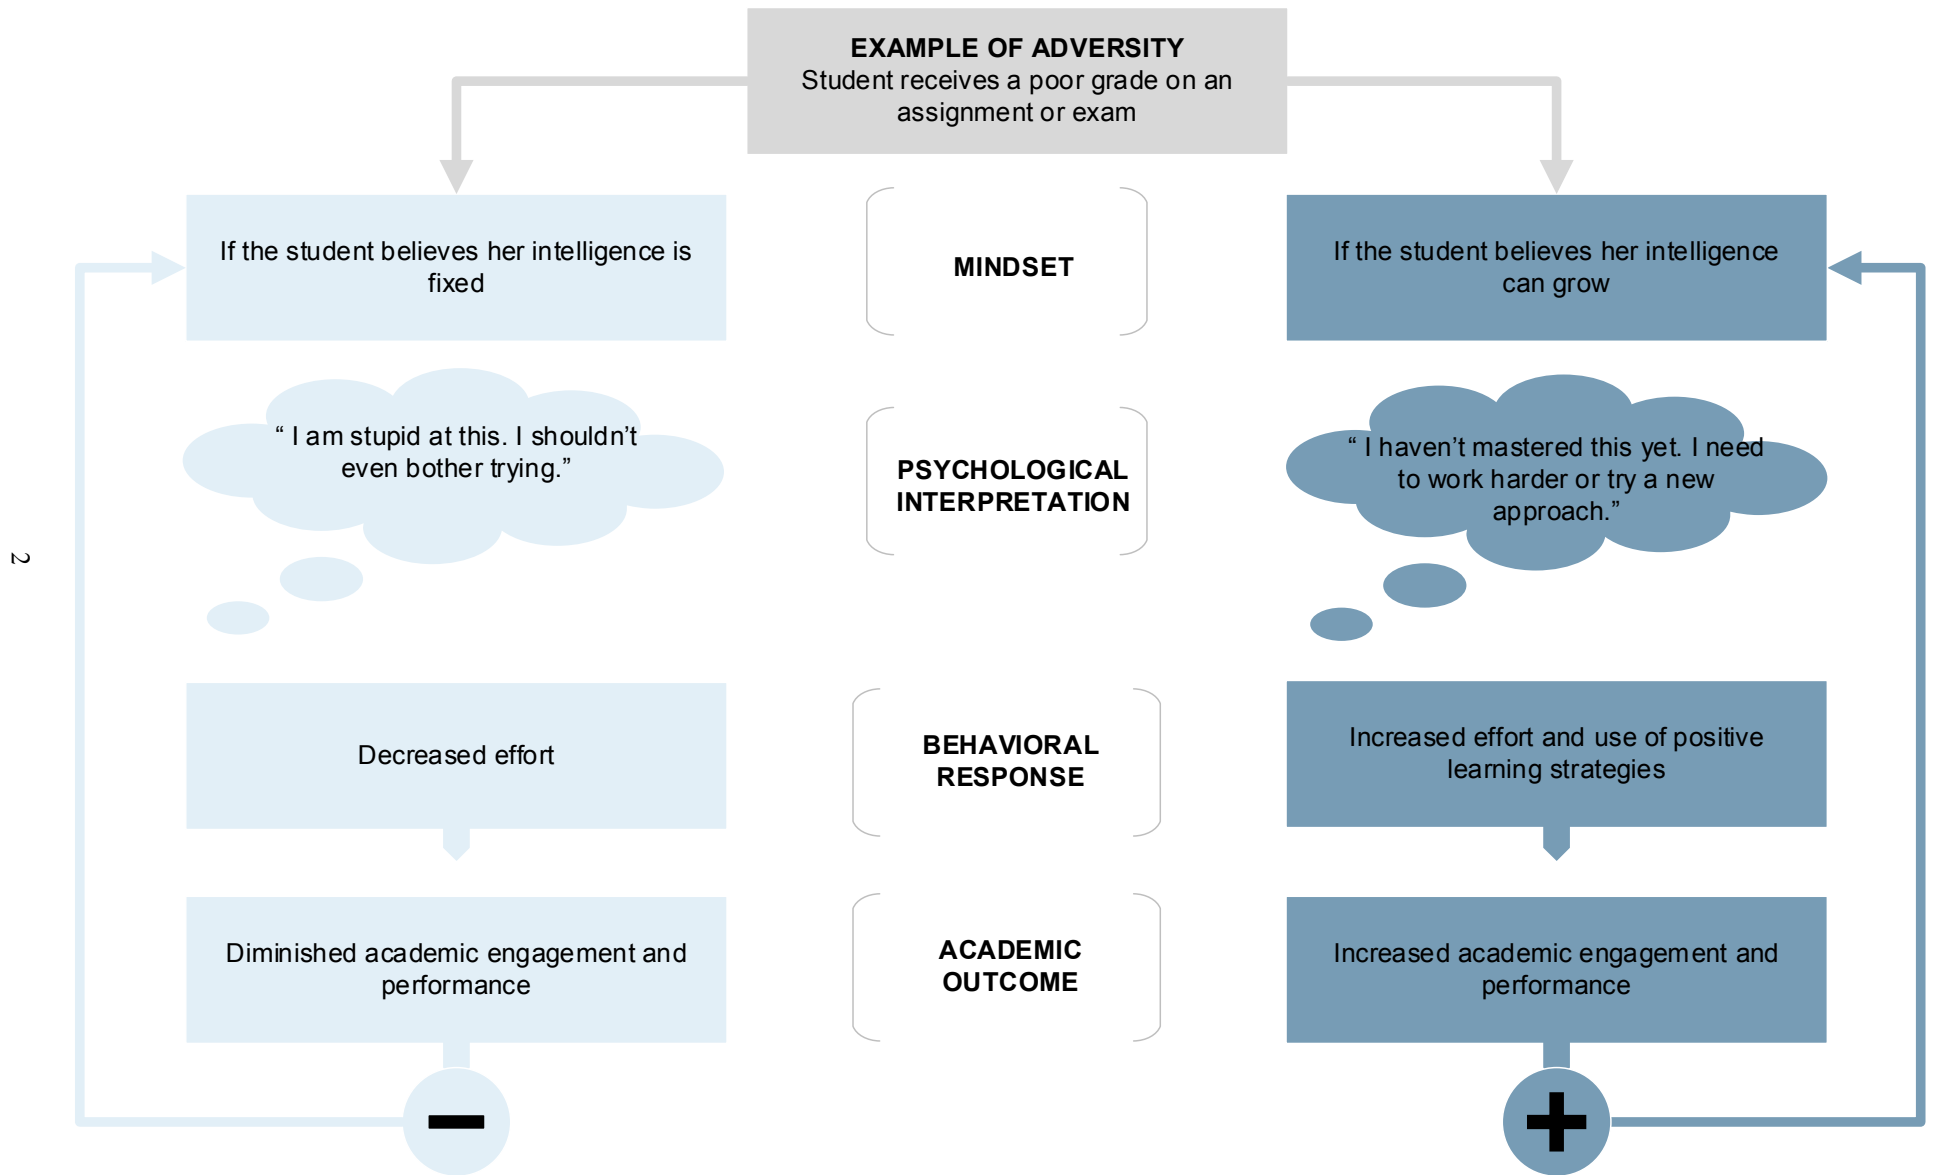 EXAMPLE OF ADVERSITY
Student receives a poor grade on an
assignment or exam
If the student believes her intelligence is
fixed
MINDSET
If the student believes her intelligence
can grow
“ I am stupid at this. I shouldn’t
even bother trying.”
PSYCHOLOGICAL
INTERPRETATION
“ I haven’t mastered this yet. I need
to work harder or try a new
approach.”
2
Decreased effort
BEHAVIORAL
RESPONSE
Increased effort and use of positive
learning strategies
Diminished academic engagement and
performance
ACADEMIC
OUTCOME
Increased academic engagement and
performance